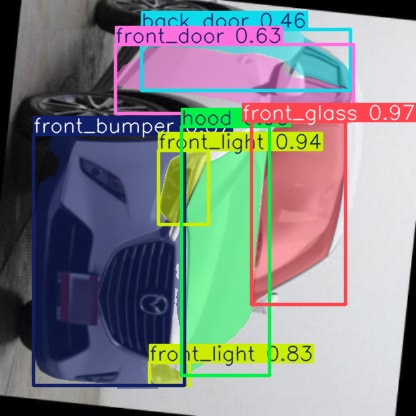 back_door 0.46
front_door 0.63
front_glass 0.97
hood
front_bumper
front_light 0.94
front_light 0.83